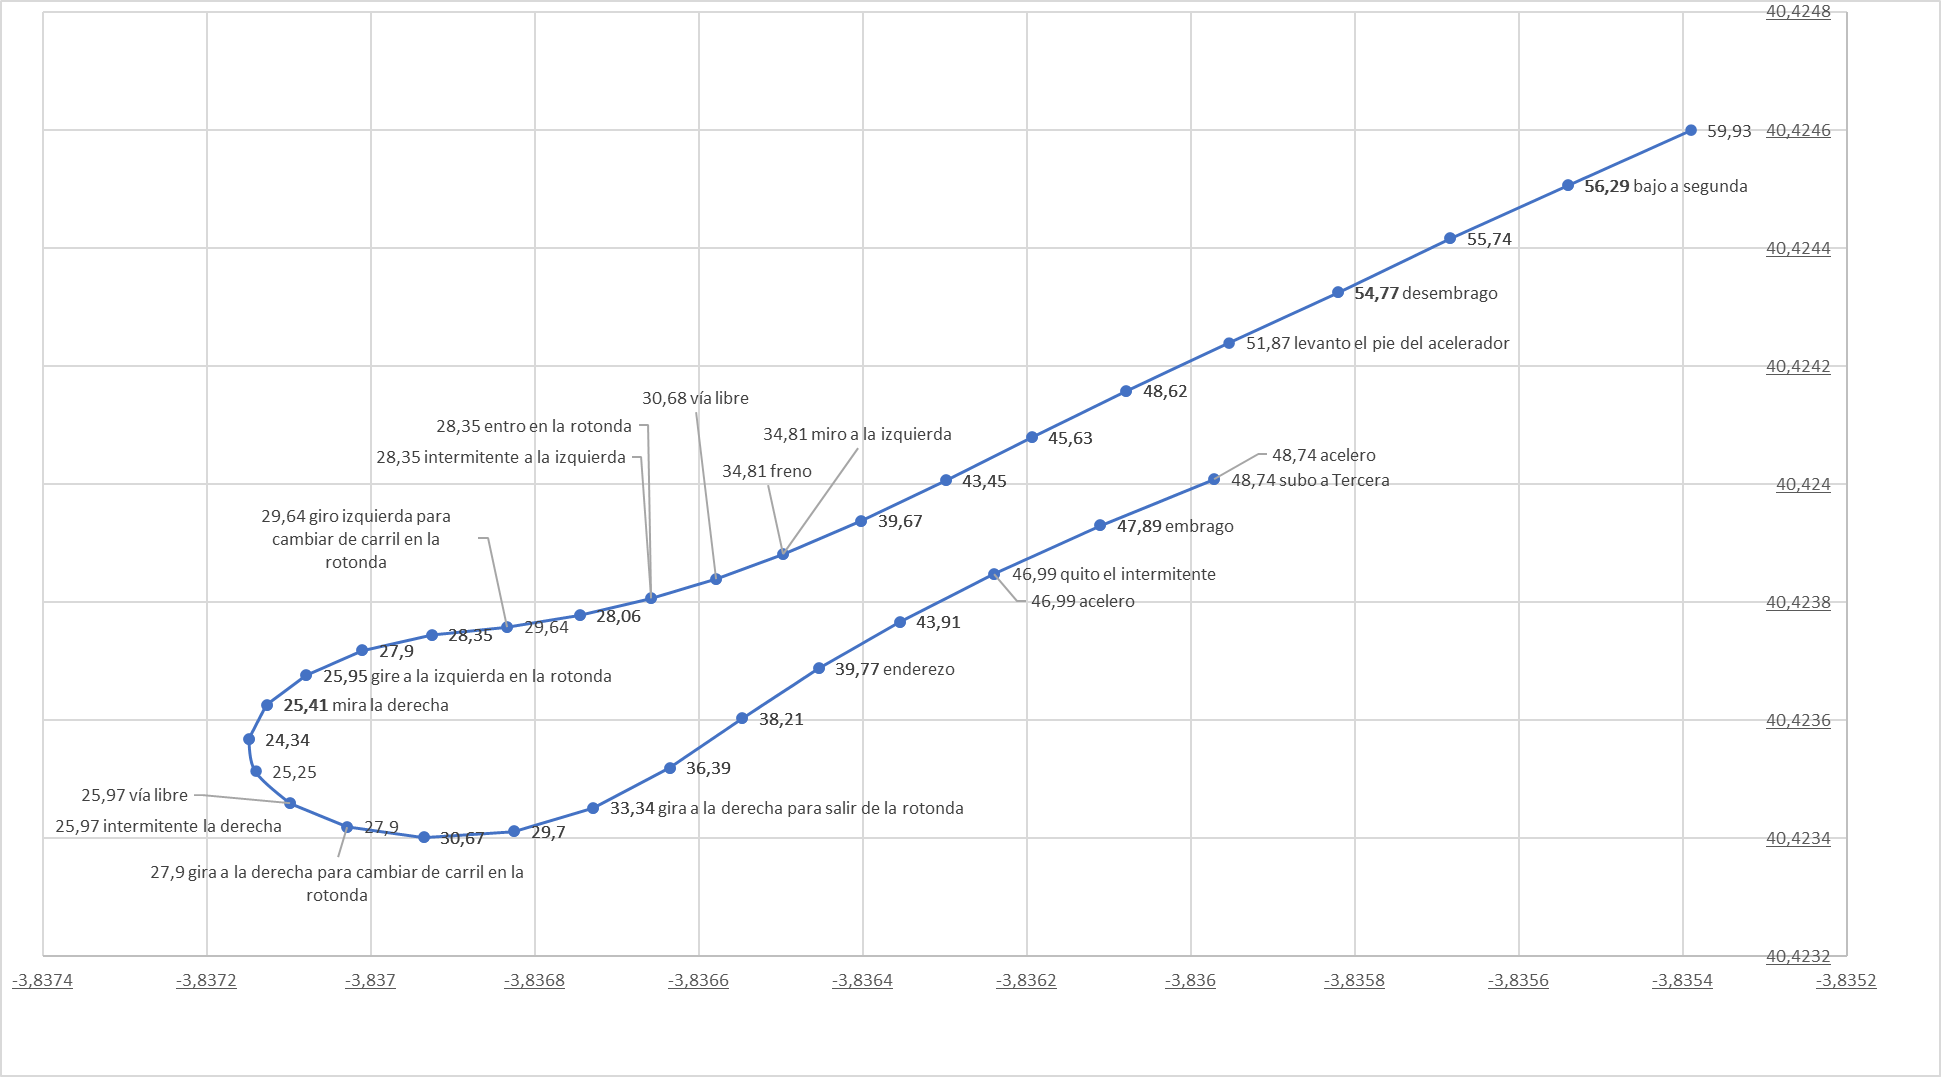 40,4248
59,93
40,4246
56,29 bajo a segunda
55,74
40,4244
54,77 desembrago
51,87 levanto el pie del acelerador
40,4242
48,62
30,68 vía libre
28,35 entro en la rotonda
34,81 miro a la izquierda
45,63
28,35 intermitente a la izquierda
48,74 acelero
34,81 freno
43,45
48,74 subo a Tercera
40,424
29,64 giro izquierda para
cambiar de carril en la
rotonda
39,67
47,89 embrago
46,99 quito el intermitente
46,99 acelero
40,4238
28,06
43,91
29,64
28,35
27,9
39,77 enderezo
25,95 gire a la izquierda en la rotonda
25,41 mira la derecha
38,21
40,4236
24,34
36,39
25,25
25,97 vía libre
33,34 gira a la derecha para salir de la rotonda
25,97 intermitente la derecha
27,9
30,67
29,7
40,4234
27,9 gira a la derecha para cambiar de carril en la
rotonda
40,4232
-3,8374
-3,8372
-3,837
-3,8368
-3,8366
-3,8364
-3,8362
-3,836
-3,8358
-3,8356
-3,8354
-3,8352